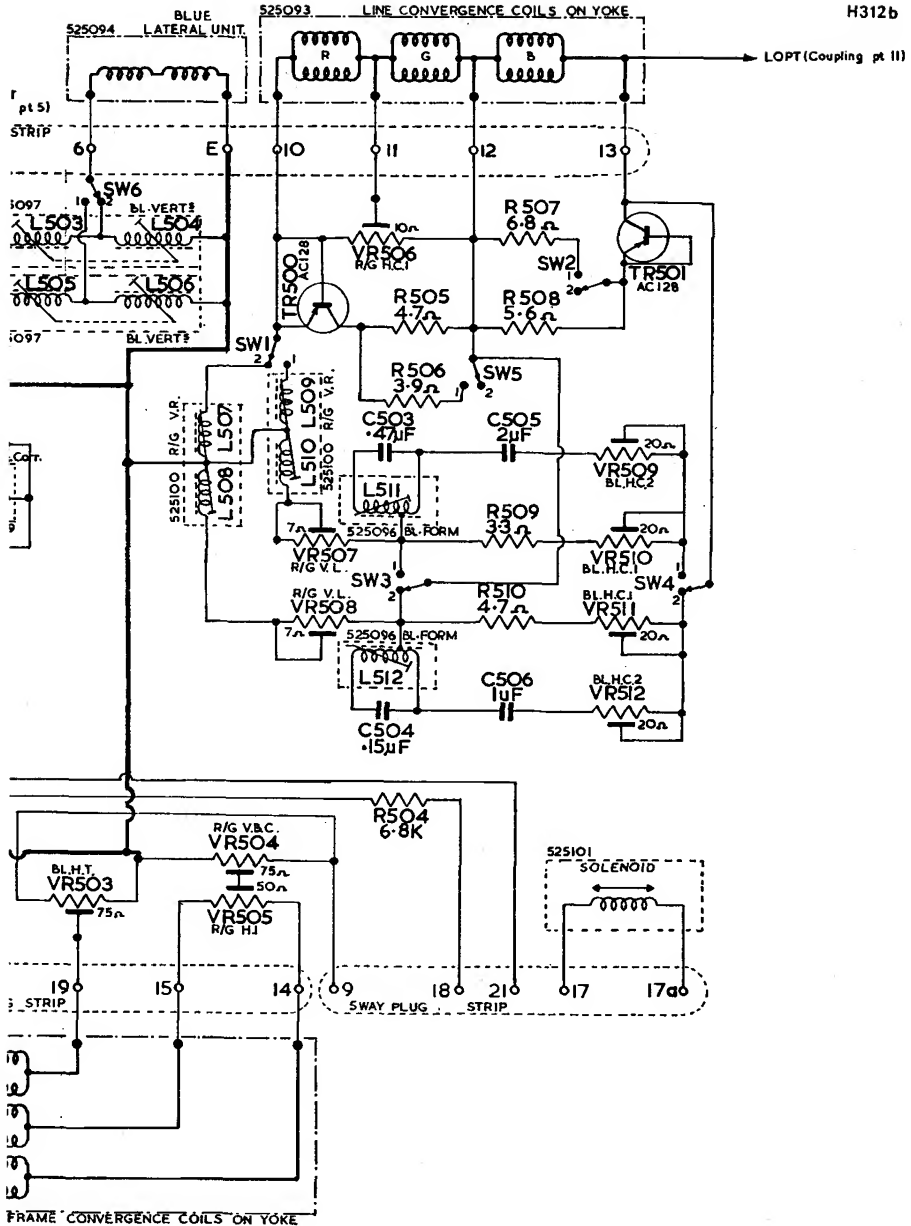 H312b
BLUE
525094 LATERAL UNIT
525093 LINE CONVERGENCE COILS ON YOKE
R
G
B
LOPT (Coupling pt II)
pt 5)
STRIP
6
E
10
11
12
13
SW6
1
2
5097
BL.VERTS
L503
L504
L505
L506
5097
BL.VERTS
TR500
AC128
10Ω
VR506
R/G H.C.1
R507
6.8Ω
SW2
1
2
TR501
AC128
R505
4.7Ω
R508
5.6Ω
SW1
2
1
R506
3.9Ω
SW5
1
2
R/G V.R.
L507
L508
525100
L509
L510
R/G V.R.
525100
C503
.47µF
C505
2µF
20Ω
VR509
BL.H.C.2
Corr.
L511
525096 BL.FORM
7Ω
VR507
R/G V.L.
R509
3.3Ω
20Ω
VR510
BL.H.C.1
SW3
1
2
SW4
1
2
R/G V.L.
VR508
7Ω
R510
4.7Ω
BL.H.C.1
VR511
20Ω
525096 BL.FORM
L512
C506
1uF
BL.H.C.2
VR512
20Ω
C504
.15µF
R504
6.8K
R/G V.B.C.
VR504
75Ω
BL.H.T.
VR503
75Ω
50Ω
VR505
R/G H.1
525101
SOLENOID
19
15
14
9
18
21
17
17a
STRIP
5WAY PLUG STRIP
FRAME CONVERGENCE COILS ON YOKE